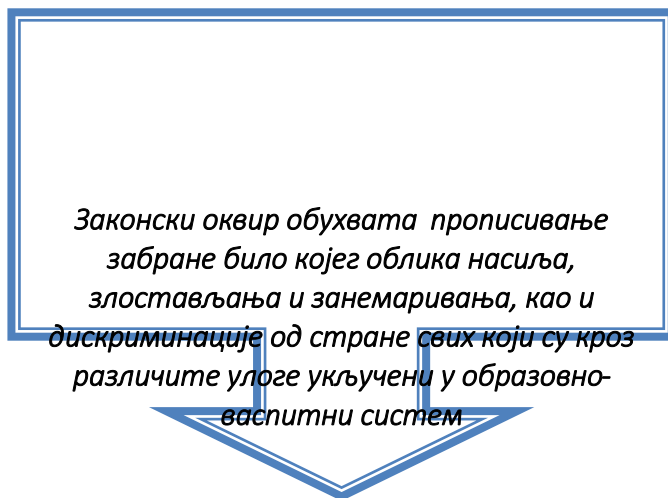 Законски оквир обухвата  прописивање
забране било којег облика насиља,
злостављања и занемаривања, као и
дискриминације од стране свих који су кроз
различите улоге укључени у образовно-
васпитни систем